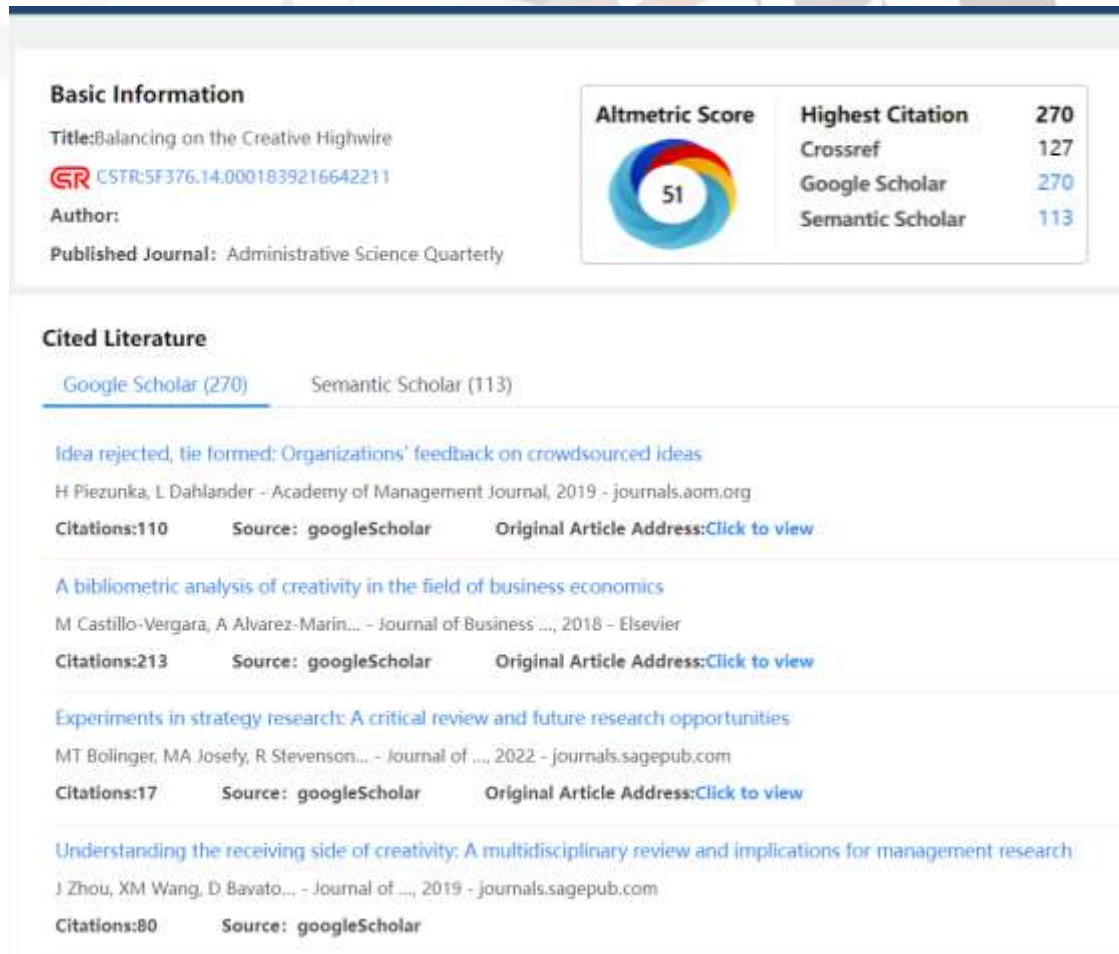 Basic Information
Title:Balancing on the Creative Highwire
CSTR:5F376.14.0001839216642211
Author:
Published Journal: Administrative Science Quarterly
Altmetric Score
51
Highest Citation 270
Crossref 127
Google Scholar 270
Semantic Scholar 113
Cited Literature
Google Scholar (270) Semantic Scholar (113)
Idea rejected, tie formed: Organizations' feedback on crowdsourced ideas
H Piezunka, L Dahlander - Academy of Management Journal, 2019 - journals.aom.org
Citations:110 Source: googleScholar Original Article Address:Click to view
A bibliometric analysis of creativity in the field of business economics
M Castillo-Vergara, A Alvarez-Marin... - Journal of Business ..., 2018 - Elsevier
Citations:213 Source: googleScholar Original Article Address:Click to view
Experiments in strategy research: A critical review and future research opportunities
MT Bolinger, MA Josefy, R Stevenson... - Journal of ..., 2022 - journals.sagepub.com
Citations:17 Source: googleScholar Original Article Address:Click to view
Understanding the receiving side of creativity: A multidisciplinary review and implications for management research
J Zhou, XM Wang, D Bavato... - Journal of ..., 2019 - journals.sagepub.com
Citations:80 Source: googleScholar